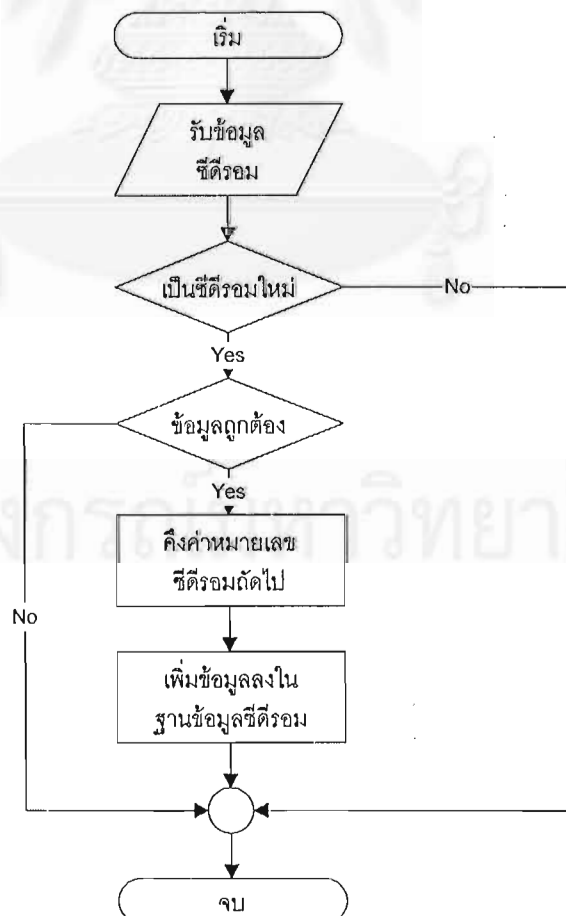 เริ่ม
รับข้อมูล
ซีดีรอม
เป็นซีดีรอมใหม่
No
Yes
ข้อมูลถูกต้อง
Yes
ดึงค่าหมายเลข
ซีดีรอมถัดไป
No
เพิ่มข้อมูลลงใน
ฐานข้อมูลซีดีรอม
จบ